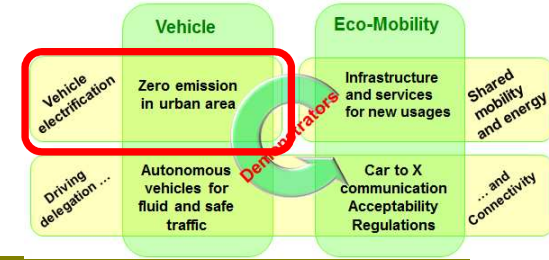 Vehicle
Eco-Mobility
Vehicle
electrification
Zero emission
in urban area
Infrastructure
and services
for new usages
Shared
mobility
and energy
Demonstrators
Driving
delegation ...
Autonomous
vehicles for
fluid and safe
traffic
Car to X
communication
Acceptability
Regulations
... and
Connectivity